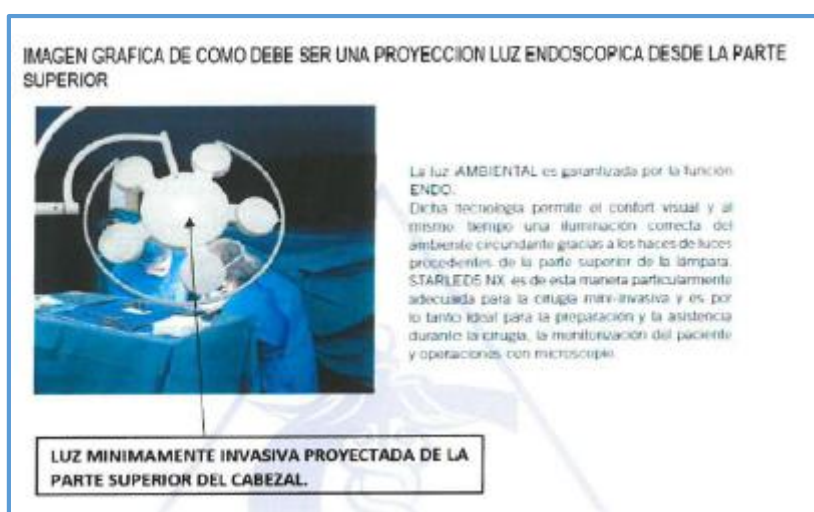 IMAGEN GRAFICA DE COMO DEBE SER UNA PROYECCIION LUZ ENDOSCOPICA DESDE LA PARTE
SUPERIOR
La luz AMBIENTAL es garantizada por la función
ENDO.
Dicha tecnología permite el confort visual y al
mismo tiempo una iluminación correcta del
ambiente circundante gracias a los haces de luces
procedentes de la parte superior de la lámpara.
STARLED5 NX es de esta manera particularmente
adecuada para la cirugía mini-invasiva y es por
lo tanto ideal para la preparación y la asistencia
durante la cirugía, la monitorización del paciente
y operaciones con microscopio.
LUZ MINIMAMENTE INVASIVA PROYECTADA DE LA
PARTE SUPERIOR DEL CABEZAL.